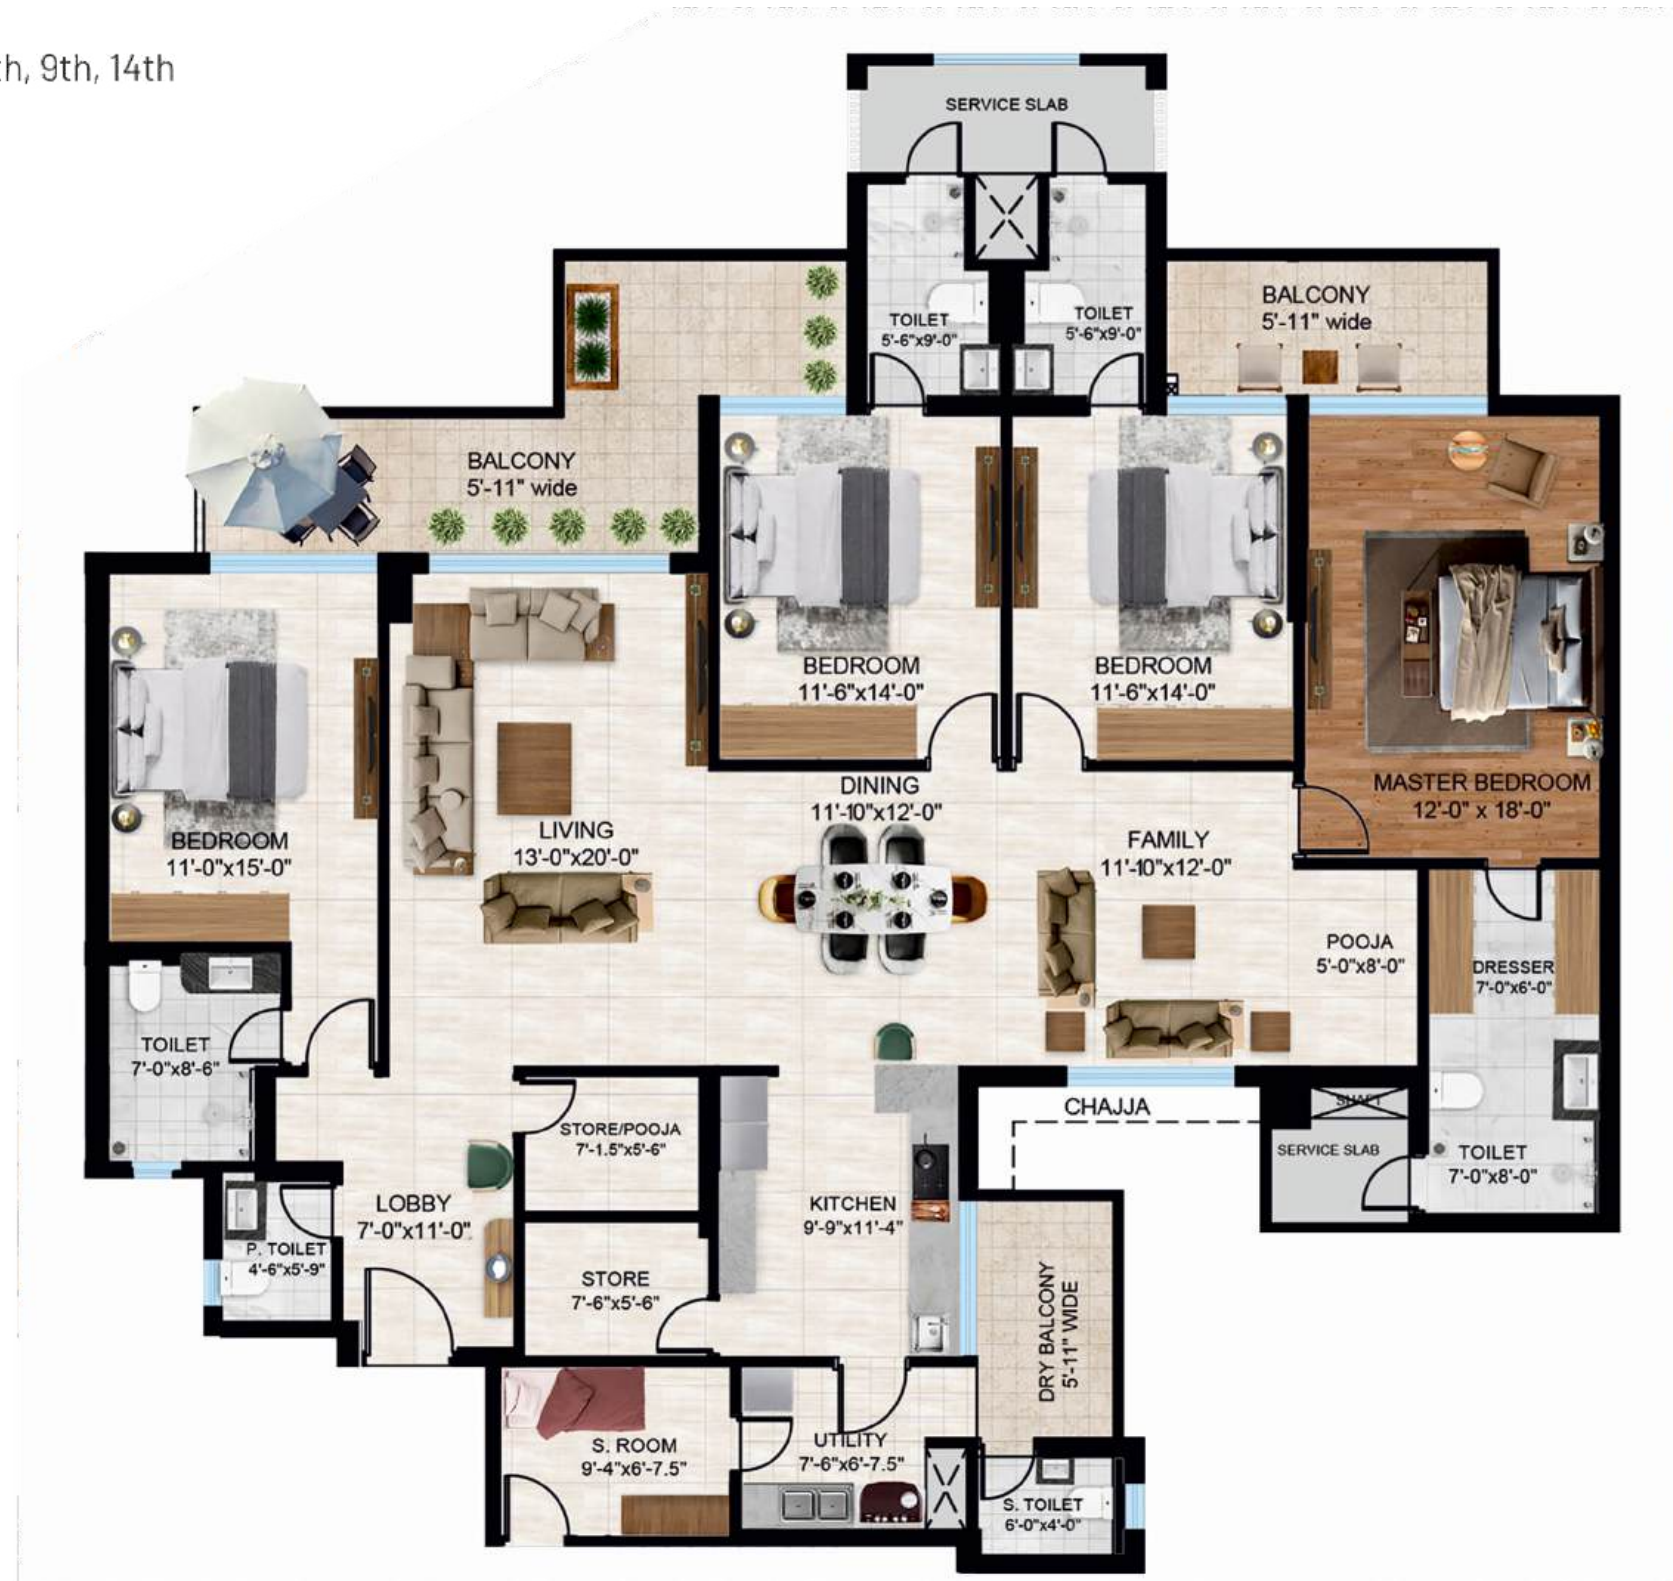 9th, 14th
SERVICE SLAB
TOILET
5'-6"x9'-0"
TOILET
5'-6"x9'-0"
BALCONY
5'-11" wide
BALCONY
5'-11" wide
BEDROOM
11'-6"x14'-0"
BEDROOM
11'-6"x14'-0"
MASTER BEDROOM
12'-0" x 18'-0"
DINING
11'-10"x12'-0"
BEDROOM
11'-0"x15'-0"
LIVING
13'-0"x20'-0"
FAMILY
11'-10"x12'-0"
POOJA
5'-0"x8'-0"
DRESSER
7'-0"x6'-0"
TOILET
7'-0"x8'-6"
STORE/POOJA
7'-1.5"x5'-6"
CHAJJA
SHAFT
SERVICE SLAB
TOILET
7'-0"x8'-0"
LOBBY
7'-0"x11'-0"
KITCHEN
9'-9"x11'-4"
P. TOILET
4'-6"x5'-9"
STORE
7'-6"x5'-6"
DRY BALCONY
5'-11" WIDE
S. ROOM
9'-4"x6'-7.5"
UTILITY
7'-6"x6'-7.5"
S. TOILET
6'-0"x4'-0"